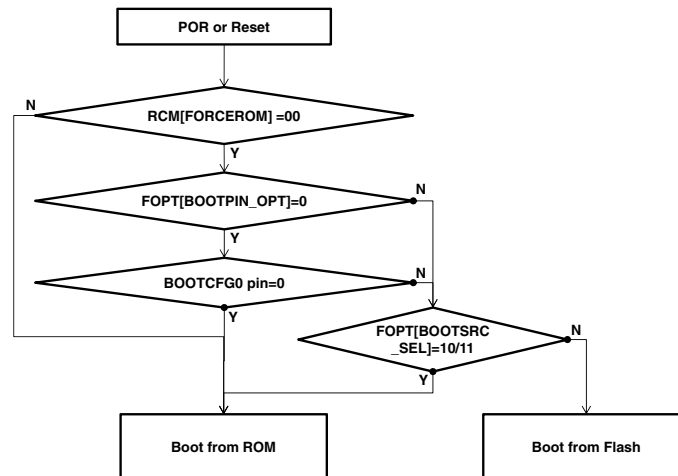 POR or Reset
N
RCM[FORCEROM] =00
Y
N
FOPT[BOOTPIN_OPT]=0
Y
N
BOOTCFG0 pin=0
Y
FOPT[BOOTSRC
_SEL]=10/11
N
Y
Boot from ROM
Boot from Flash